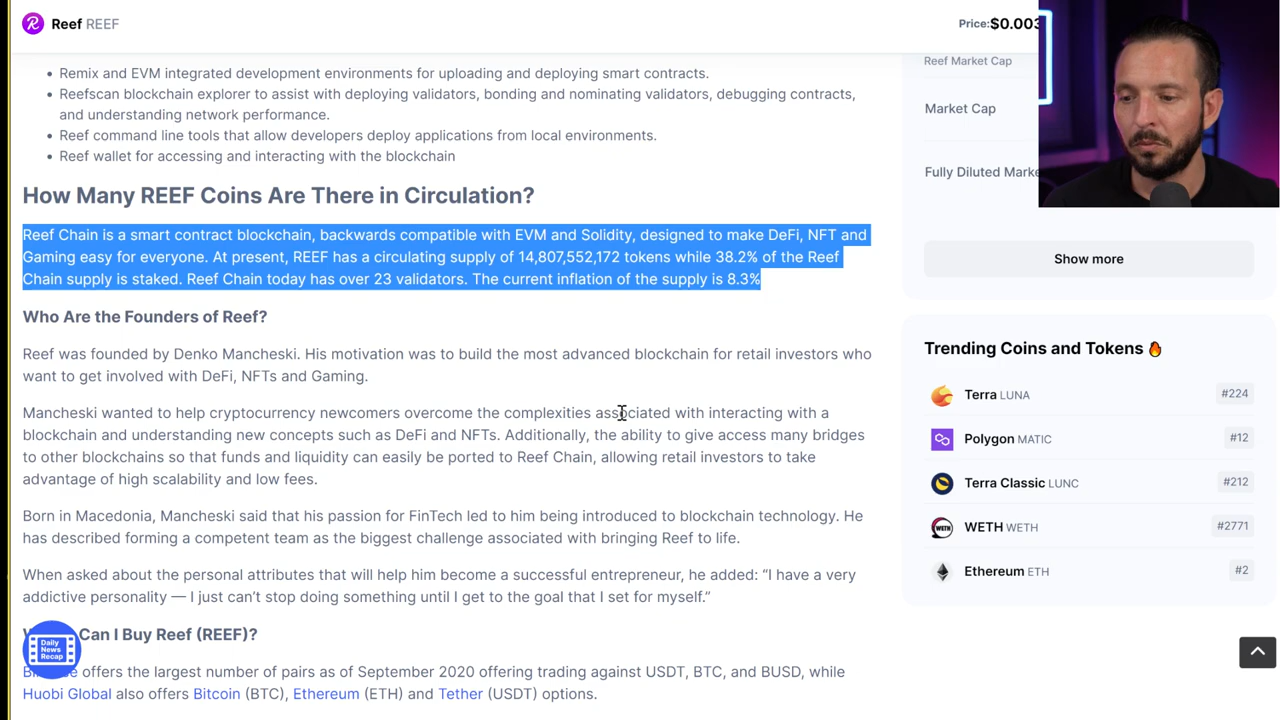 Reef REEF
Price:$0.003
Remix and EVM integrated development environments for uploading and deploying smart contracts.
Reefscan blockchain explorer to assist with deploying validators, bonding and nominating validators, debugging contracts,
and understanding network performance.
Reef command line tools that allow developers deploy applications from local environments.
Reef wallet for accessing and interacting with the blockchain
How Many REEF Coins Are There in Circulation?
Reef Chain is a smart contract blockchain, backwards compatible with EVM and Solidity, designed to make DeFi, NFT and
Gaming easy for everyone. At present, REEF has a circulating supply of 14,807,552,172 tokens while 38.2% of the Reef
Chain supply is staked. Reef Chain today has over 23 validators. The current inflation of the supply is 8.3%
Who Are the Founders of Reef?
Reef was founded by Denko Mancheski. His motivation was to build the most advanced blockchain for retail investors who
want to get involved with DeFi, NFTs and Gaming.
Mancheski wanted to help cryptocurrency newcomers overcome the complexities associated with interacting with a
blockchain and understanding new concepts such as DeFi and NFTs. Additionally, the ability to give access many bridges
to other blockchains so that funds and liquidity can easily be ported to Reef Chain, allowing retail investors to take
advantage of high scalability and low fees.
Born in Macedonia, Mancheski said that his passion for FinTech led to him being introduced to blockchain technology. He
has described forming a competent team as the biggest challenge associated with bringing Reef to life.
When asked about the personal attributes that will help him become a successful entrepreneur, he added: “I have a very
addictive personality — I just can’t stop doing something until I get to the goal that I set for myself.”
Can I Buy Reef (REEF)?
offers the largest number of pairs as of September 2020 offering trading against USDT, BTC, and BUSD, while
Huobi Global also offers Bitcoin (BTC), Ethereum (ETH) and Tether (USDT) options.
Daily
News
Recap
Reef Market Cap
Market Cap
Fully Diluted Marke
Show more
Trending Coins and Tokens
Terra LUNA #224
Polygon MATIC #12
Terra Classic LUNC #212
WETH
WETH WETH #2771
Ethereum ETH #2